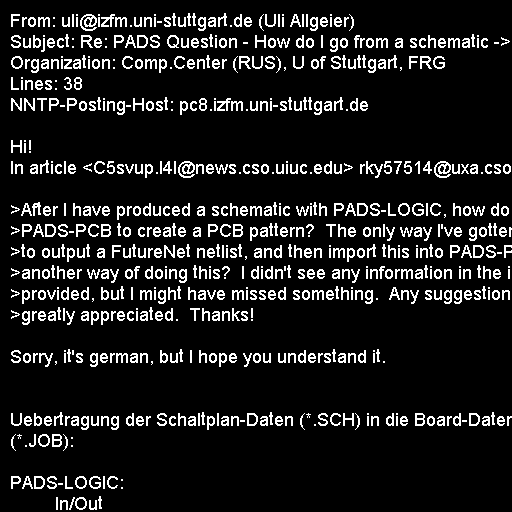 From: uli@izfm.uni-stuttgart.de (Uli Allgeier)
Subject: Re: PADS Question - How do I go from a schematic ->
Organization: Comp.Center (RUS), U of Stuttgart, FRG
Lines: 38
NNTP-Posting-Host: pc8.izfm.uni-stuttgart.de
Hi!
In article <C5svup.I4I@news.cso.uiuc.edu> rky57514@uxa.cso
>After I have produced a schematic with PADS-LOGIC, how do
>PADS-PCB to create a PCB pattern?  The only way I've gotten
>to output a FutureNet netlist, and then import this into PADS-P
>another way of doing this?  I didn't see any information in the i
>provided, but I might have missed something.  Any suggestion
>greatly appreciated.  Thanks!
Sorry, it's german, but I hope you understand it.
Uebertragung der Schaltplan-Daten (*.SCH) in die Board-Daten
(*.JOB):
PADS-LOGIC:
In/Out